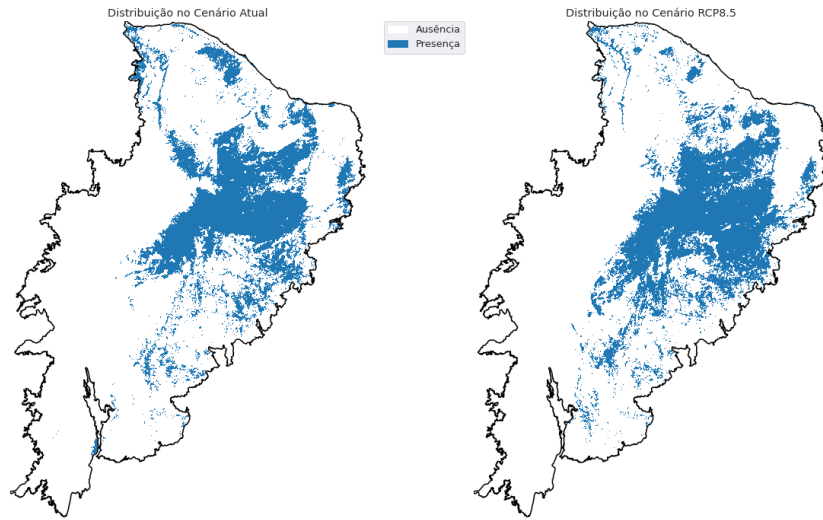 Distribuição no Cenário Atual
Ausência
Presença
Distribuição no Cenário RCP8.5